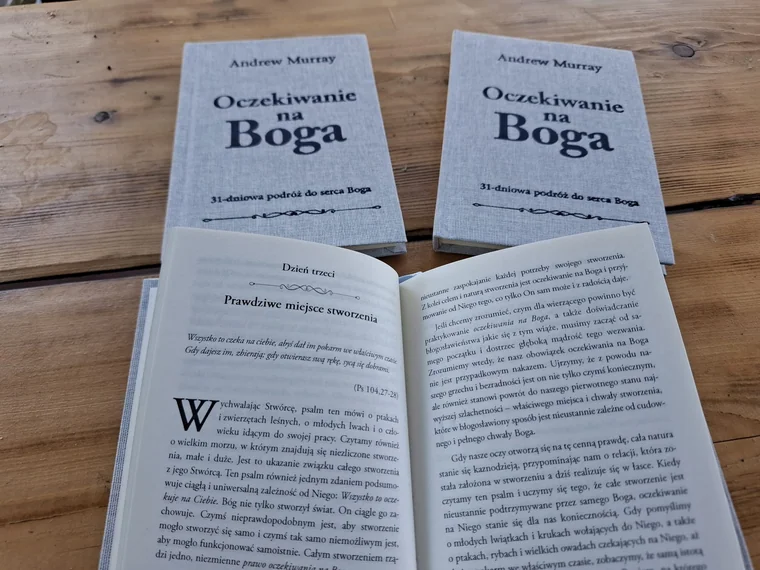 Andrew Murray
Oczekiwanie
na
Boga
31-dniowa podróż do serca Boga
Andrew Murray
Oczekiwanie
na
Boga
31-dniowa podróż do serca Boga
Dzień trzeci
Prawdziwe miejsce stworzenia
Wszystko to czeka na ciebie, abyś dał im pokarm we właściwym czasie.
Gdy dajesz im, zbierają; gdy otwierasz swą rękę, sycą się dobrami.
(Ps 104,27-28)
Wychwalając Stwórcę, psalm ten mówi o ptakach
i zwierzętach leśnych, o młodych lwach i o czło-
wieku idącym do swojej pracy. Czytamy również
o wielkim morzu, w którym znajdują się niezliczone stworze-
nia, małe i duże. Jest to ukazanie związku całego stworzenia
z jego Stwórcą. Ten psalm również jednym zdaniem podsumo-
wuje ciągłą i uniwersalną zależność od Niego: Wszystko to ocze-
kuje na Ciebie. Bóg nie tylko stworzył świat. On ciągle go za-
chowuje. Czymś nieprawdopodobnym jest, aby stworzenie
mogło stworzyć się samo i czymś tak samo niemożliwym jest,
aby mogło funkcjonować samoistnie. Całym stworzeniem rzą-
dzi jedno, niezmienne prawo oczekiwania na Boga
nieustanne zaspokajanie każdej potrzeby swojego stworzenia.
Z kolei celem i naturą stworzenia jest oczekiwanie na Boga i przyj-
mowanie od Niego tego, co tylko On sam może i z radością daje.
Jeśli chcemy zrozumieć, czym dla wierzącego powinno być
praktykowanie oczekiwania na Boga, a także doświadczanie
błogosławieństwa jakie się z tym wiąże, musimy zacząć od sa-
mego początku i dostrzec głęboką mądrość tego wezwania.
Zrozumiemy wtedy, że nasz obowiązek oczekiwania na Boga
nie jest przypadkowym nakazem. Ujrzymy, że z powodu na-
szego grzechu i bezradności jest on nie tylko czymś koniecznym,
ale również stanowi powrót do naszego pierwotnego stanu naj-
wyższej szlachetności – właściwego miejsca i chwały stworzenia,
które w błogosławiony sposób jest nieustannie zależne od cudow-
nego i pełnego chwały Boga.
Gdy nasze oczy otworzą się na tę cenną prawdę, cała natura
stanie się kaznodzieją, przypominając nam o relacji, która zo-
stała założona w stworzeniu a dziś realizuje się w łasce. Kiedy
czytamy ten psalm i uczymy się tego, że całe stworzenie jest
nieustannie podtrzymywane przez samego Boga, oczekiwanie
na Niego stanie się dla nas koniecznością. Gdy pomyślimy
o młodych lwiątkach i krukach wołających do Niego, a także
o ptakach, rybach i wielkich owadach czekających na Niego, aż
we właściwym czasie, zobaczymy, że samą istotą